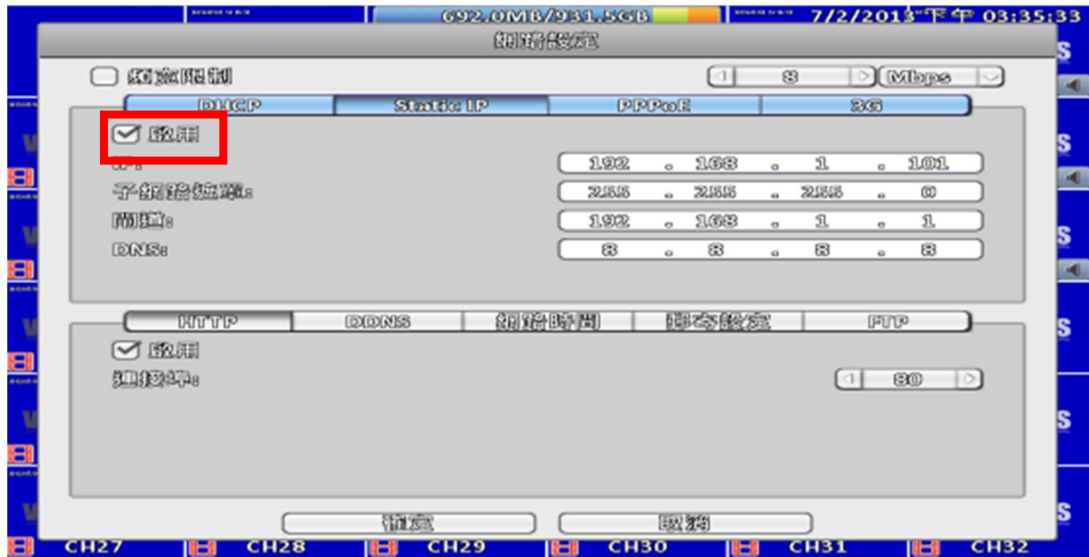 692.0MB/931.5GB 7/2/2013 下午 03:35:33
網路設定
頻寬限制 8 Mbps
DHCP Static IP PPPoE 3G
啟用
IP: 192 . 168 . 1 . 101
子網路遮罩: 255 . 255 . 255 . 0
閘道: 192 . 168 . 1 . 1
DNS: 8 . 8 . 8 . 8
HTTP DDNS 網路時間 郵寄設定 FTP
啟用
連接埠: 80
確定 取消
CH27 CH28 CH29 CH30 CH31 CH32